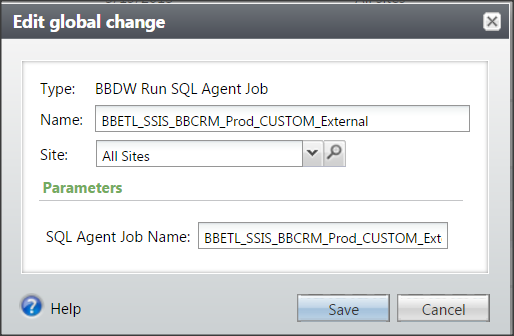 Edit global change
Type: BBDW Run SQL Agent Job
Name: BBETL_SSIS_BBCRM_Prod_CUSTOM_External
Site: All Sites
Parameters
SQL Agent Job Name: BBETL_SSIS_BBCRM_Prod_CUSTOM_Ext
Help Save Cancel